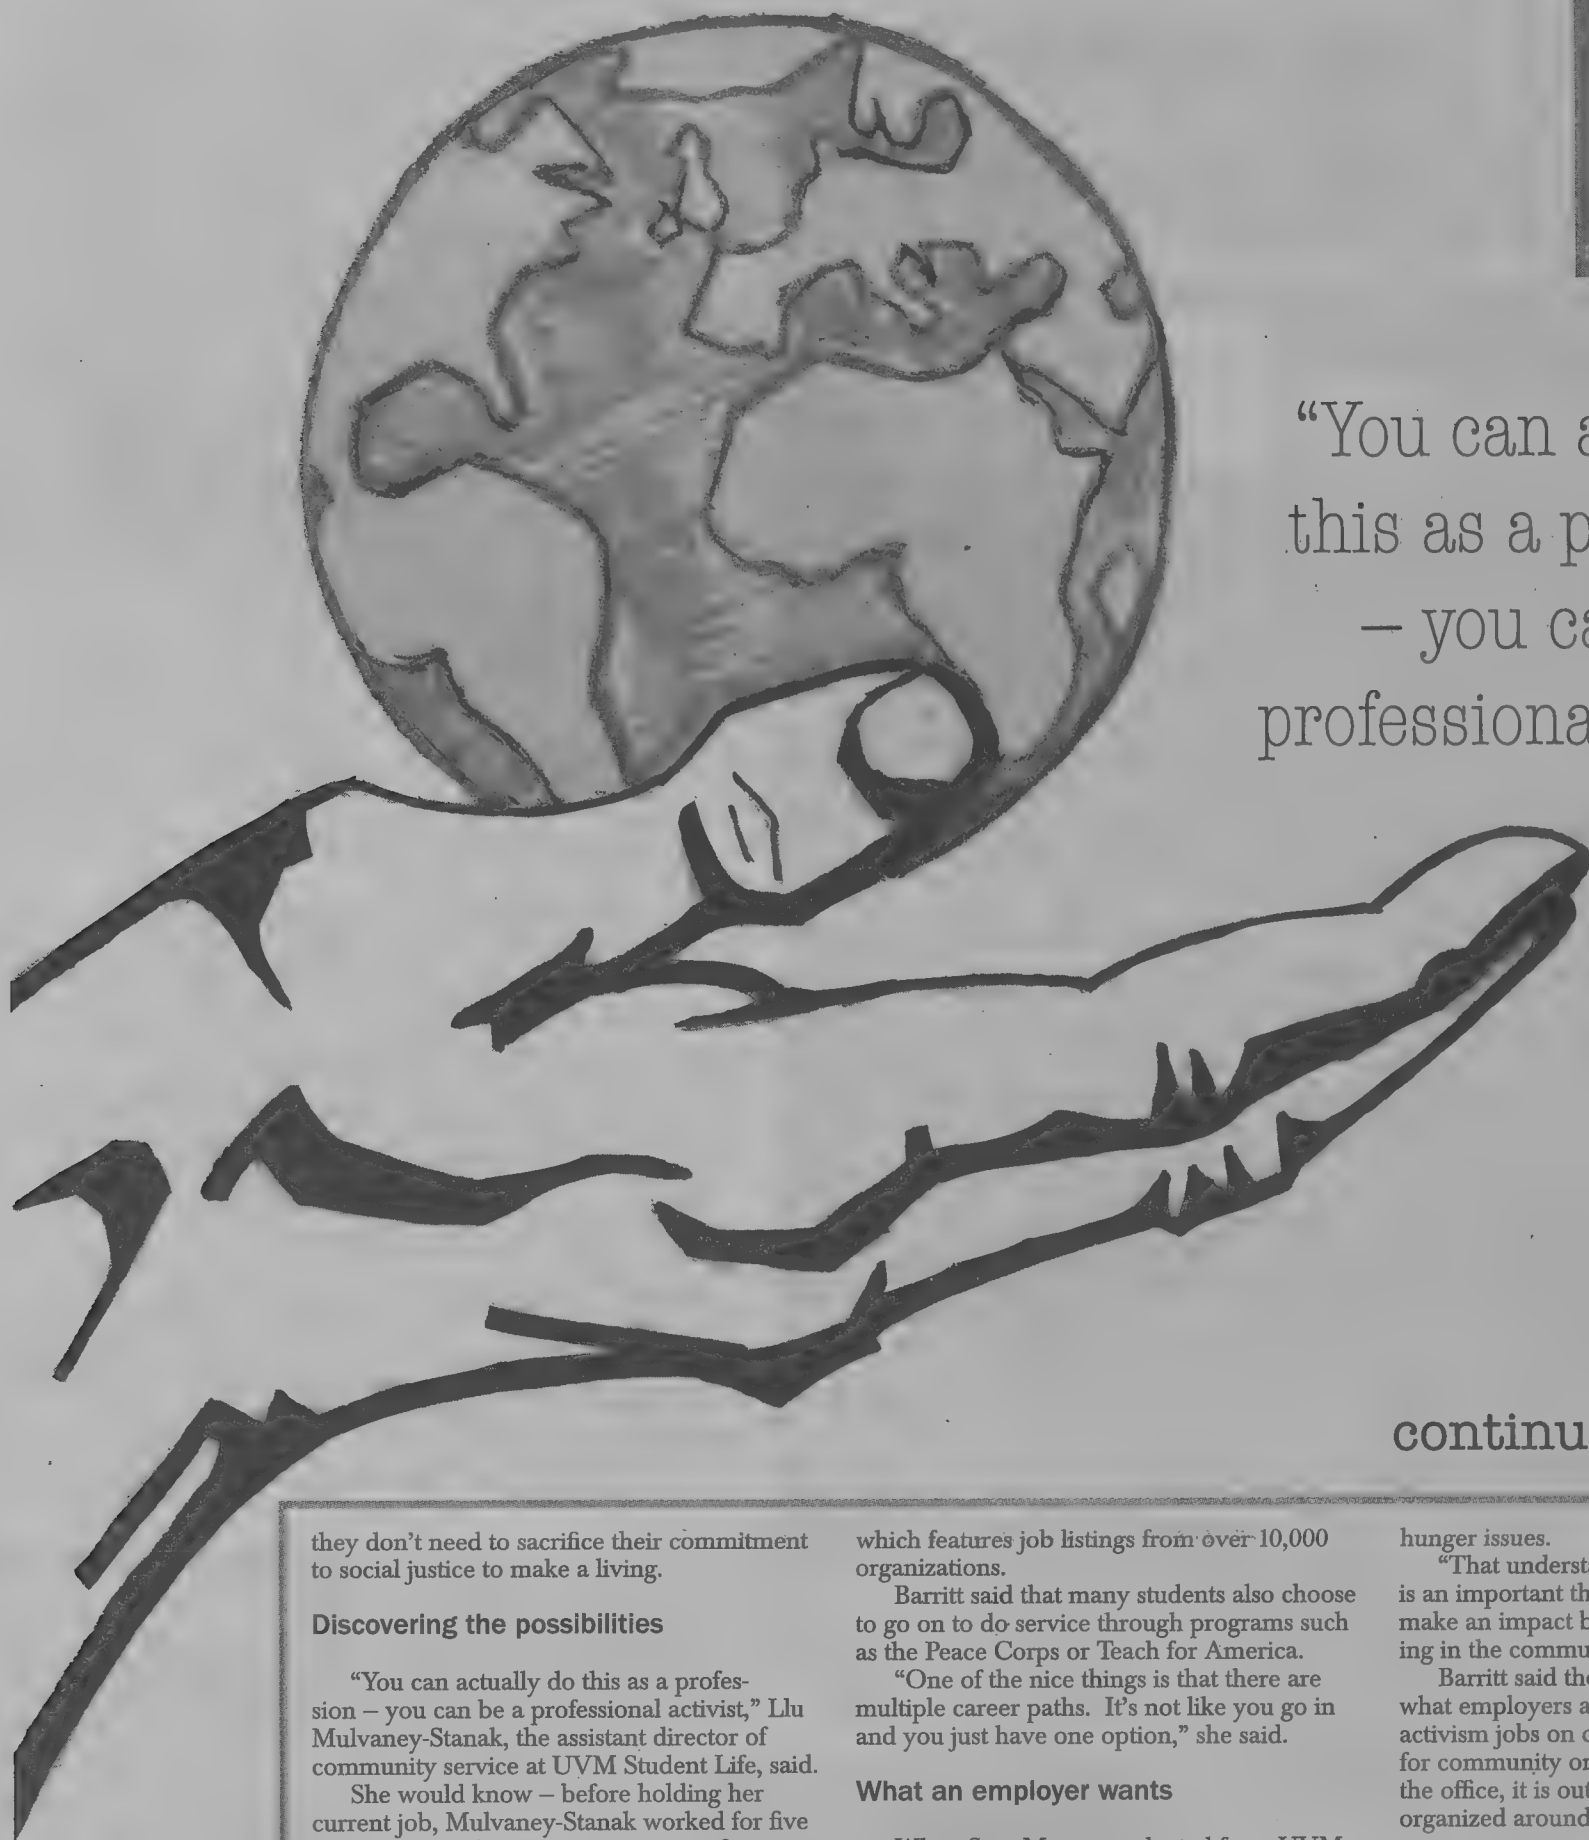 “You can
this as a
– you
professiona
continu
they don’t need to sacrifice their commitment
to social justice to make a living.
Discovering the possibilities
“You can actually do this as a profes-
sion – you can be a professional activist,” Llu
Mulvaney-Stanak, the assistant director of
community service at UVM Student Life, said.
She would know – before holding her
current job, Mulvaney-Stanak worked for five
which features job listings from over 10,000
organizations.
Barritt said that many students also choose
to go on to do service through programs such
as the Peace Corps or Teach for America.
“One of the nice things is that there are
multiple career paths.  It’s not like you go in
and you just have one option,” she said.
What an employer wants
hunger issues.
“That underst
is an important th
make an impact b
ing in the commu
Barritt said the
what employers a
activism jobs on c
for community or
the office, it is out
organized around